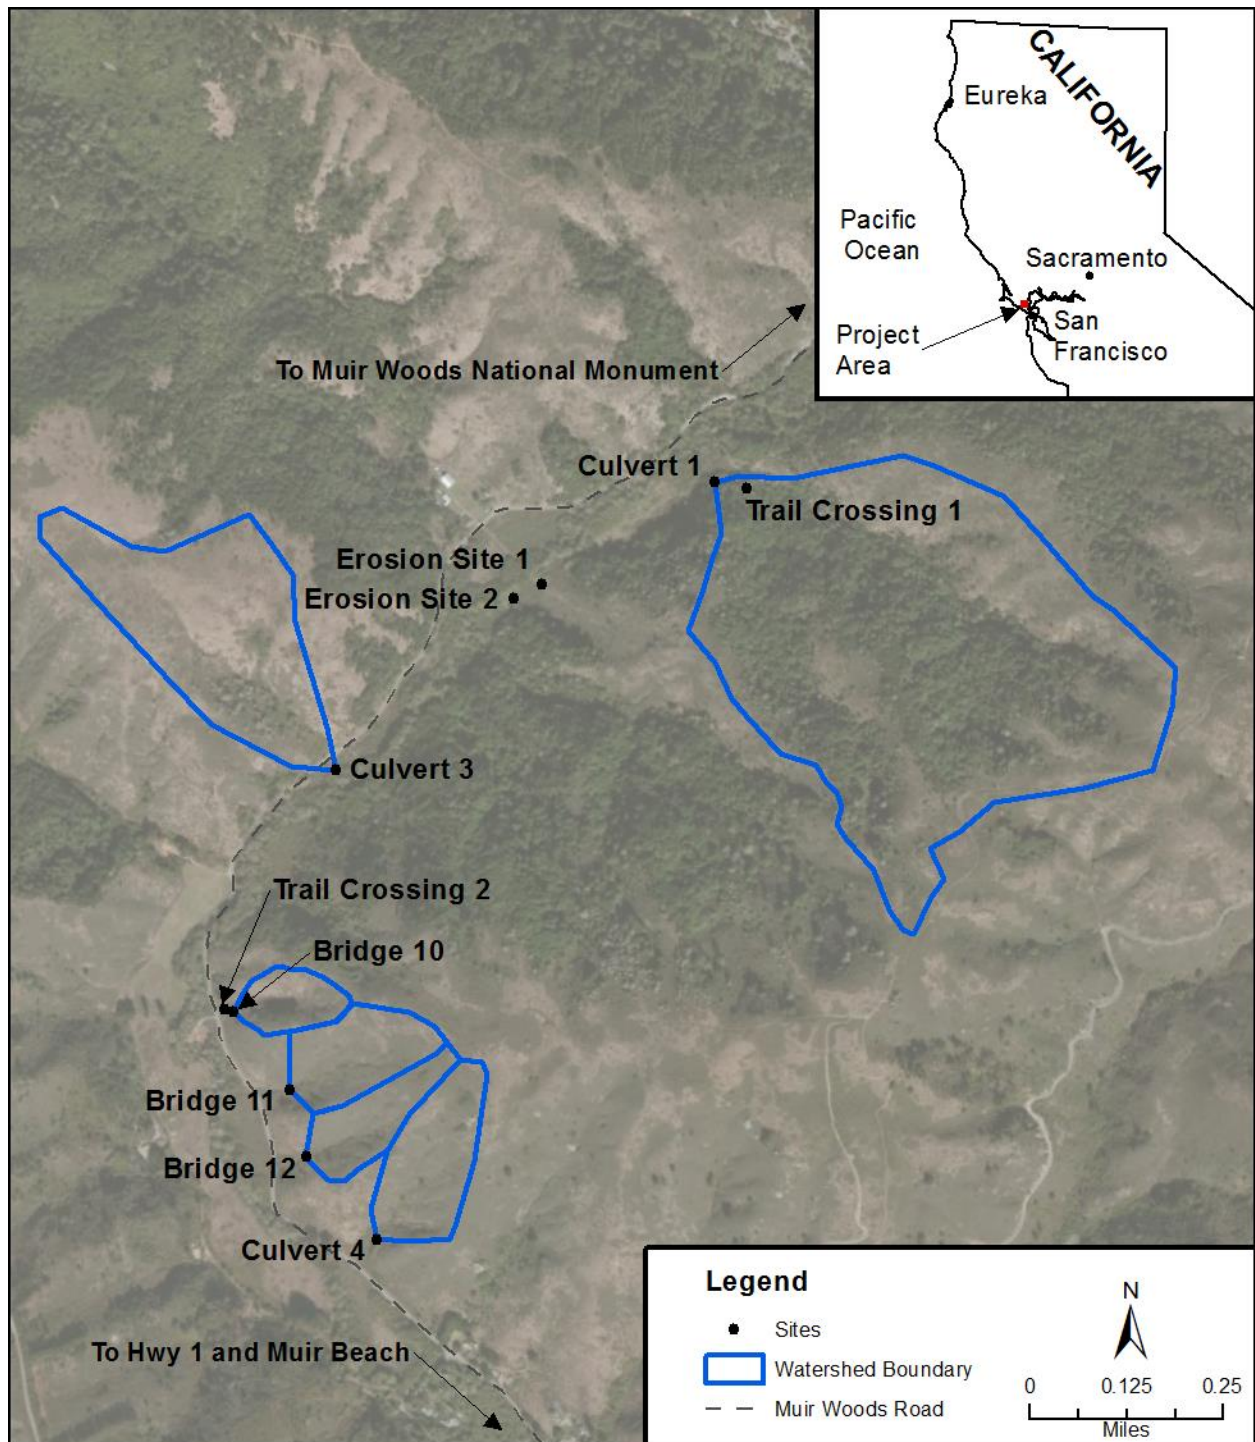 CALIFORNIA
Eureka
Pacific
Ocean
Sacramento
Project
Area
San
Francisco
To Muir Woods National Monument
Culvert 1
Trail Crossing 1
Erosion Site 1
Erosion Site 2
Culvert 3
Trail Crossing 2
Bridge 10
Bridge 11
Bridge 12
Culvert 4
To Hwy 1 and Muir Beach
Legend
Sites
Watershed Boundary
Muir Woods Road
N
0 0.125 0.25
Miles